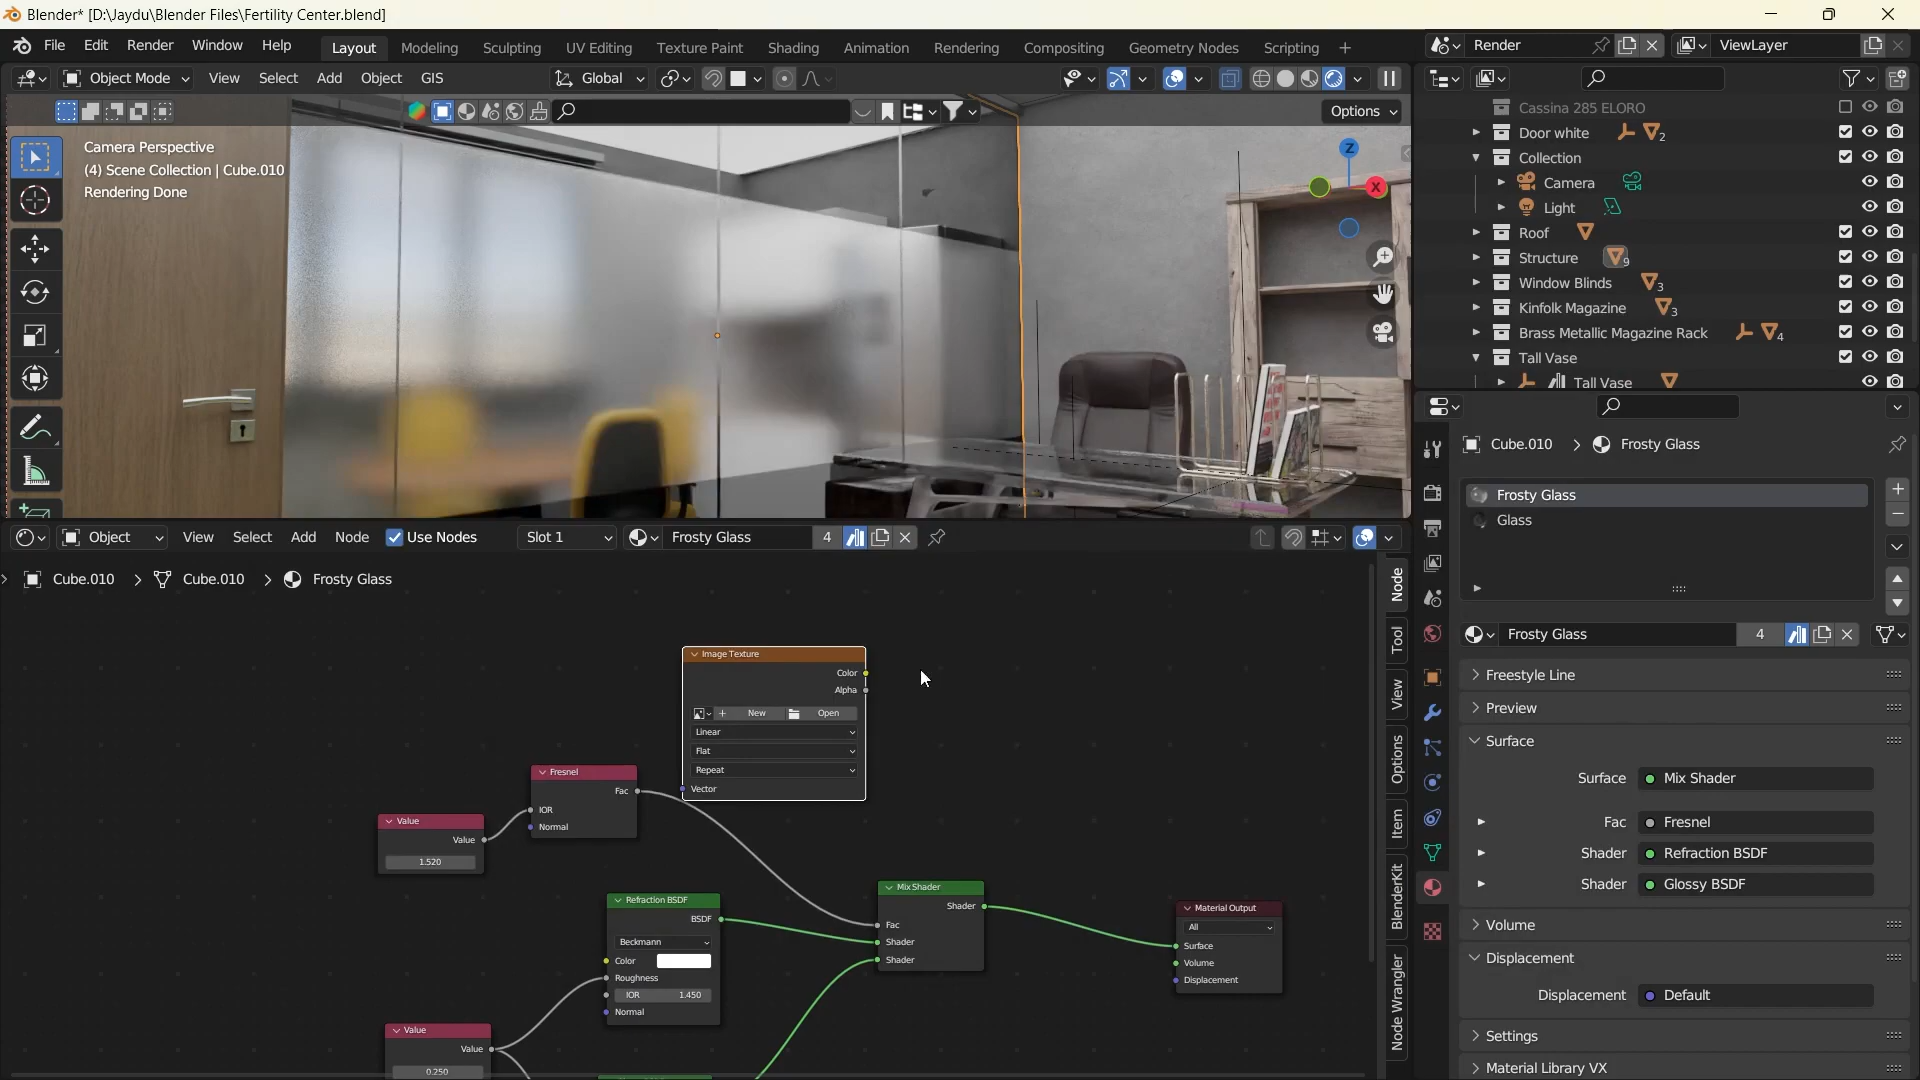 Blender* [D:\Jaydu\Blender Files\Fertility Center.blend]
File Edit Render Window Help Layout Modeling Sculpting UV Editing Texture Paint Shading Animation Rendering Compositing Geometry Nodes Scripting + Render ViewLayer
Object Mode View Select Add Object GIS Global
Options
Camera Perspective
(4) Scene Collection | Cube.010
Rendering Done
Z
X
Cassina 285 ELORO
Door white 2
Collection
Camera
Light
Roof
Structure 9
Window Blinds 3
Kinfolk Magazine 3
Brass Metallic Magazine Rack 4
Tall Vase
Tall Vase
Object View Select Add Node Use Nodes Slot 1 Frosty Glass 4
Cube.010 > Cube.010 > Frosty Glass
Image Texture
Color
Alpha
New Open
Linear
Flat
Repeat
Vector
Fresnel
Fac
IOR
Normal
Value
Value
1.520
Refraction BSDF
BSDF
Beckmann
Color
Roughness
IOR 1.450
Normal
Value
Value
0.250
Mix Shader
Shader
Fac
Shader
Shader
Material Output
All
Surface
Volume
Displacement
Node
Tool
View
Options
Item
BlenderKit
Node Wrangler
Cube.010 > Frosty Glass
Frosty Glass
Glass
Frosty Glass 4
Freestyle Line
Preview
Surface
Surface Mix Shader
Fac Fresnel
Shader Refraction BSDF
Shader Glossy BSDF
Volume
Displacement
Displacement Default
Settings
Material Library VX